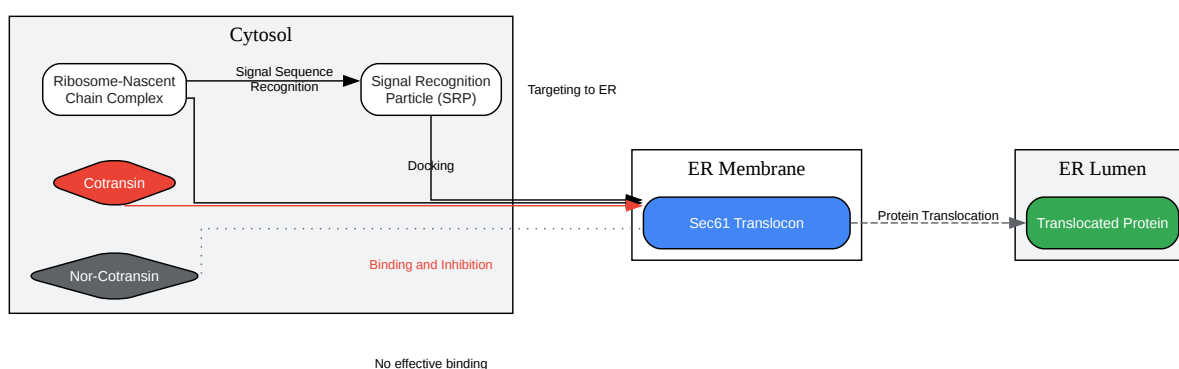 Cytosol
Ribosome-Nascent
Chain Complex
Signal Sequence
Recognition
Signal Recognition
Particle (SRP)
Targeting to ER
Docking
Cotransin
Nor-Cotransin
Binding and Inhibition
No effective binding
ER Membrane
Sec61 Translocon
Protein Translocation
ER Lumen
Translocated Protein